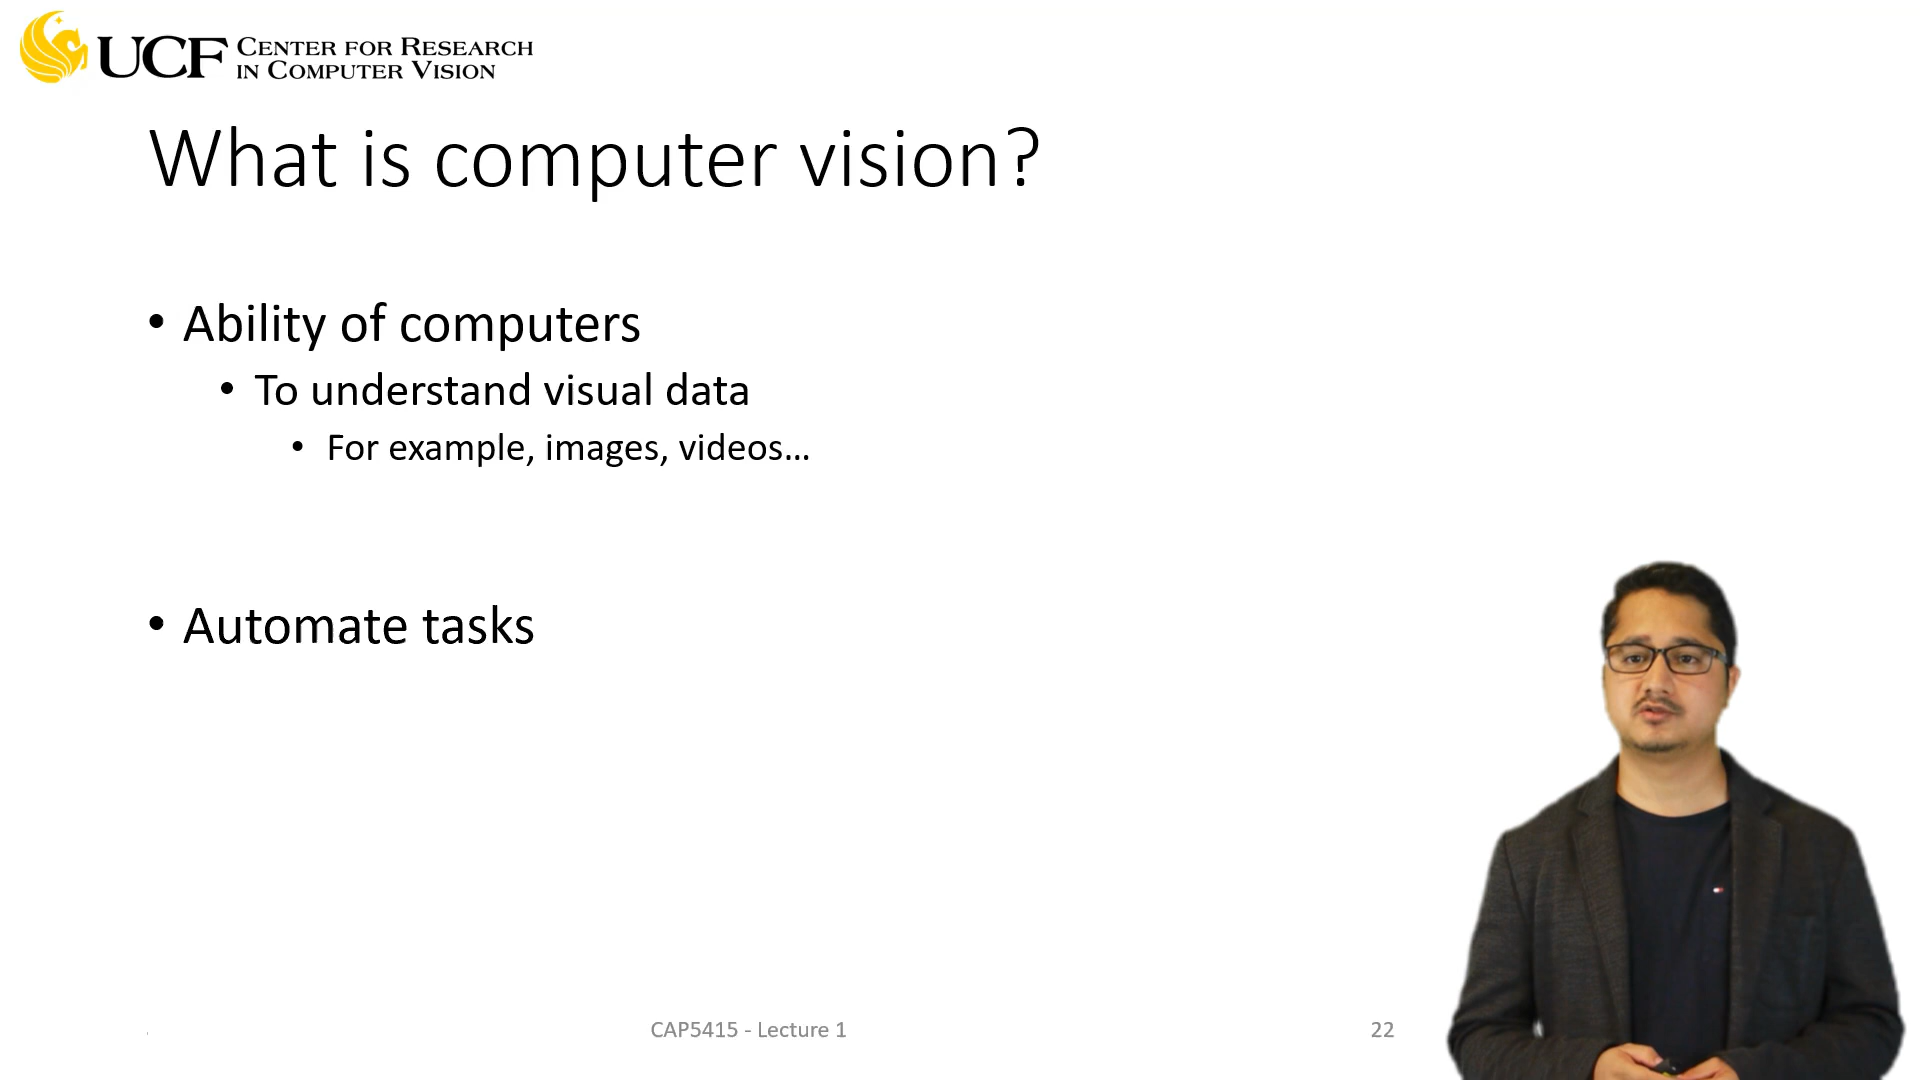 UCF CENTER FOR RESEARCH
IN COMPUTER VISION
What is computer vision?
• Ability of computers
• To understand visual data
• For example, images, videos…
• Automate tasks
CAP5415 - Lecture 1
22